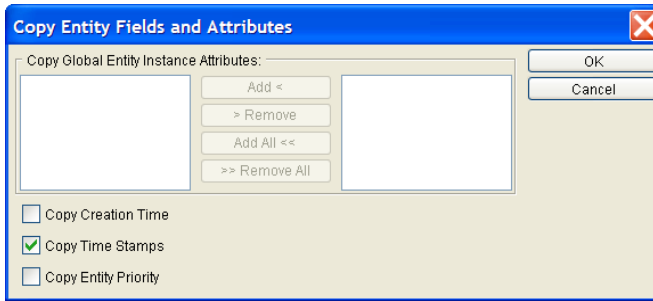 Copy Entity Fields and Attributes
Copy Global Entity Instance Attributes:
OK
Add <
Cancel
> Remove
Add All <<
>> Remove All
Copy Creation Time
Copy Time Stamps
Copy Entity Priority